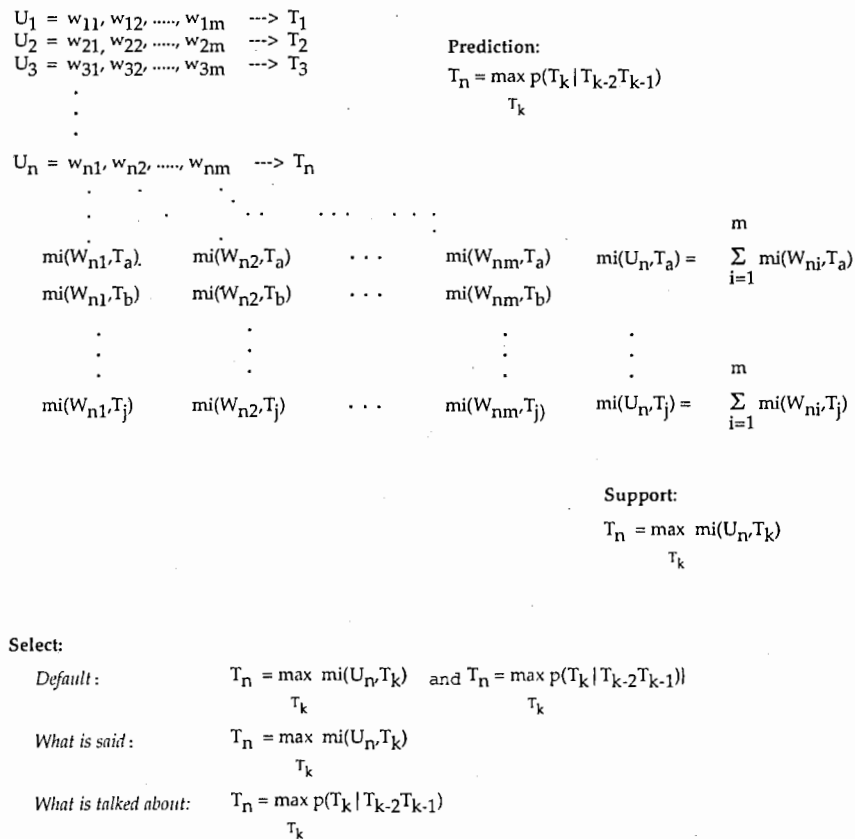 U1 = w11, w12, ....., w1m ---> T1
U2 = w21, w22, ....., w2m ---> T2
U3 = w31, w32, ....., w3m ---> T3
Prediction:
Tn = max p(Tk | Tk-2Tk-1)
Tk
.
.
.
Un = wn1, wn2, ....., wnm ---> Tn
mi(Wn1,Ta). mi(Wn2,Ta) . . . mi(Wnm,Ta) mi(Un,Ta) = m Σ i=1 mi(Wni,Ta)
mi(Wn1,Tb) mi(Wn2,Tb) . . . mi(Wnm,Tb)
. . . .
. . . .
. . . .
mi(Wn1,Tj) mi(Wn2,Tj) . . . mi(Wnm,Tj) mi(Un,Tj) = m Σ i=1 mi(Wni,Tj)
Support:
Tn = max mi(Un,Tk)
Tk
Select:
Default : Tn = max mi(Un,Tk) and Tn = max p(Tk | Tk-2Tk-1)}
Tk Tk
What is said : Tn = max mi(Un,Tk)
Tk
What is talked about: Tn = max p(Tk | Tk-2Tk-1)
Tk